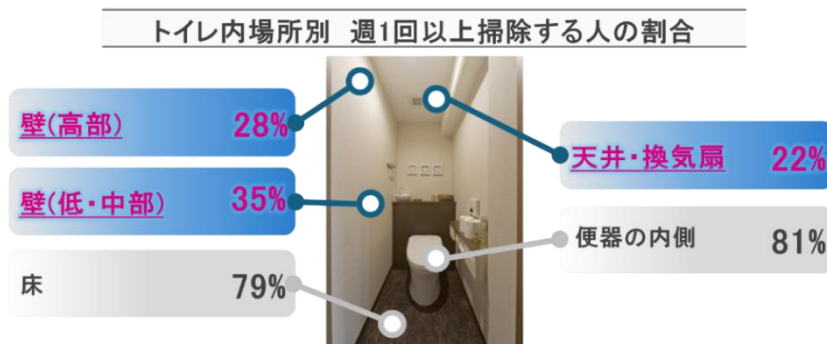 トイレ内場所別 週1回以上掃除する人の割合
壁(高部) 28%
天井・換気扇 22%
壁(低・中部) 35%
便器の内側 81%
床 79%